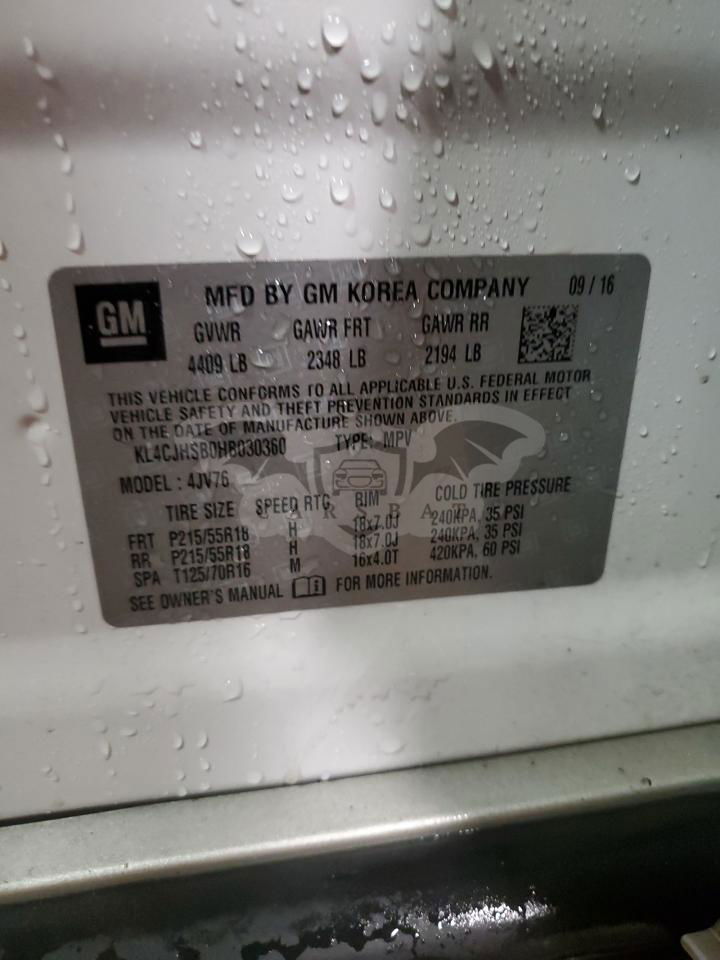 GM
MFD BY GM KOREA COMPANY 09 / 16
GVWR GAWR FRT GAWR RR
4409 LB 2348 LB 2194 LB
THIS VEHICLE CONFORMS TO ALL APPLICABLE U.S. FEDERAL MOTOR
VEHICLE SAFETY AND THEFT PREVENTION STANDARDS IN EFFECT
ON THE DATE OF MANUFACTURE SHOWN ABOVE.
KL4CJHSB0HB030360 TYPE: MPV
MODEL : 4JV76
TIRE SIZE SPEED RTG RIM COLD TIRE PRESSURE
FRT P215/55R18 H 18x7.0J 240KPA, 35 PSI
RR P215/55R18 H 18x7.0J 240KPA, 35 PSI
SPA T125/70R16 M 16x4.0T 420KPA, 60 PSI
SEE OWNER'S MANUAL FOR MORE INFORMATION.
CARSBAT